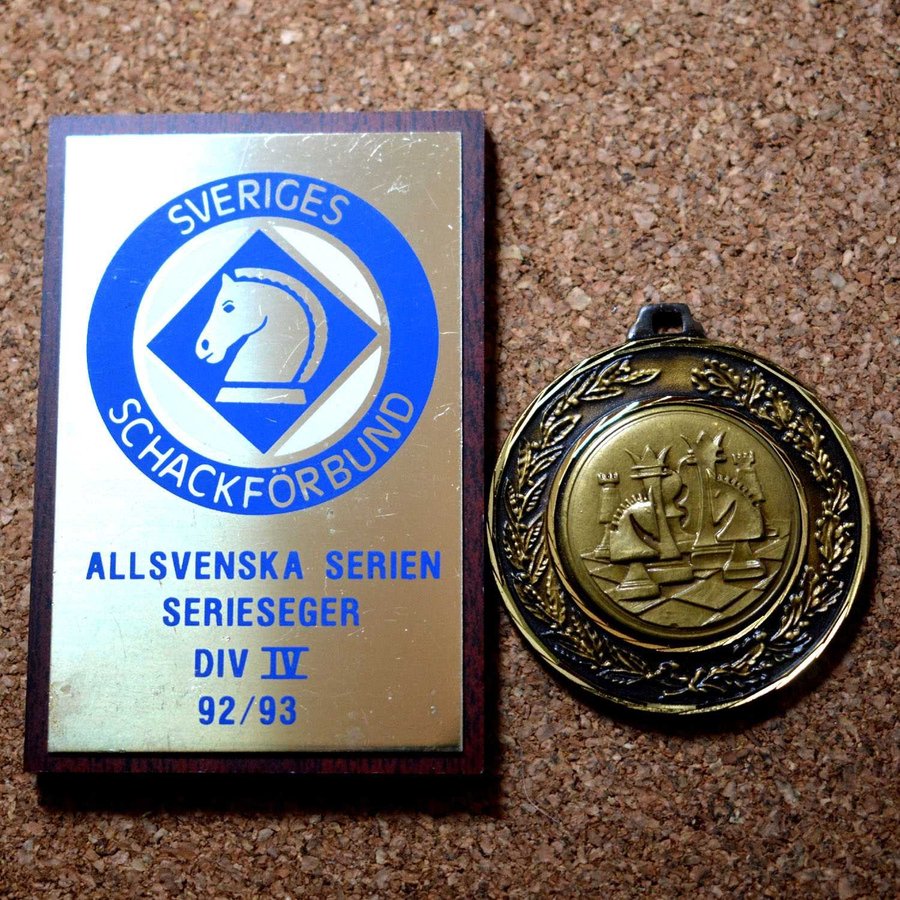 SVERIGES
SCHACKFÖRBUND
ALLSVENSKA SERIEN
SERIESEGER
DIV IV
92/93